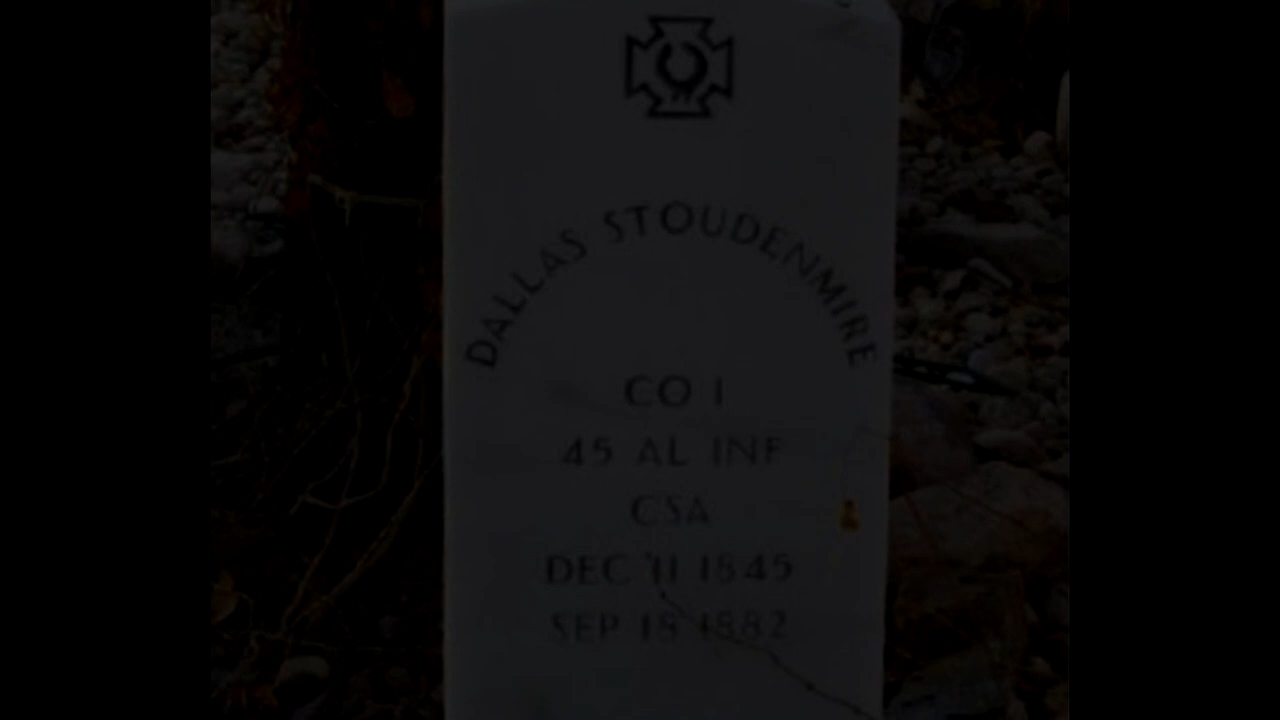 DALLAS STOUDENMIRE
CO I
45 AL INF
CSA
DEC 11 1845
SEP 18 1882